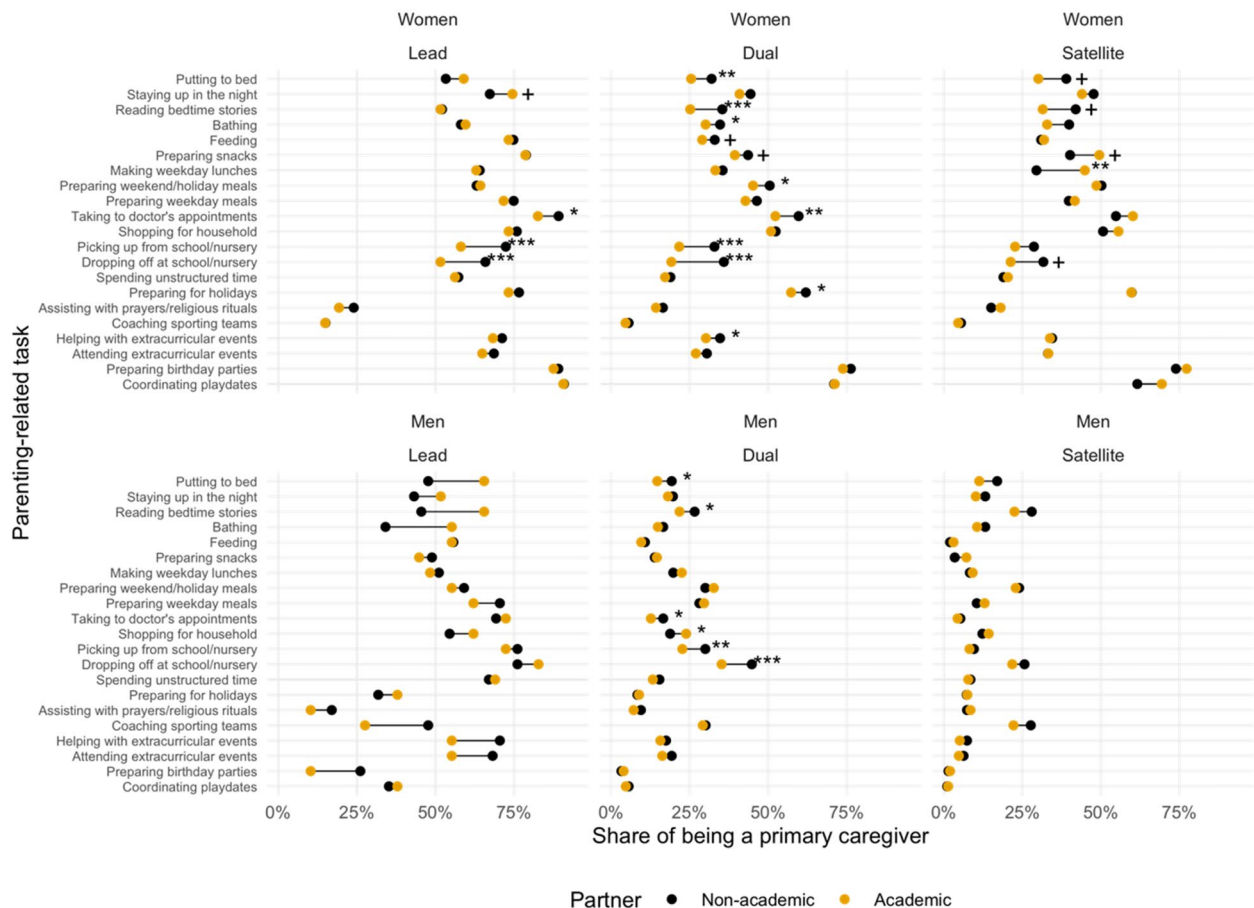 Women Women Women
Lead Dual Satellite
Parenting-related task
Putting to bed ** +
Staying up in the night +
Reading bedtime stories *** +
Bathing *
Feeding +
Preparing snacks + +
Making weekday lunches **
Preparing weekend/holiday meals *
Preparing weekday meals
Taking to doctor's appointments * **
Shopping for household
Picking up from school/nursery *** ***
Dropping off at school/nursery *** *** +
Spending unstructured time
Preparing for holidays *
Assisting with prayers/religious rituals
Coaching sporting teams
Helping with extracurricular events *
Attending extracurricular events
Preparing birthday parties
Coordinating playdates
Men Men Men
Lead Dual Satellite
Putting to bed *
Staying up in the night
Reading bedtime stories *
Bathing
Feeding
Preparing snacks
Making weekday lunches
Preparing weekend/holiday meals
Preparing weekday meals
Taking to doctor's appointments *
Shopping for household *
Picking up from school/nursery **
Dropping off at school/nursery ***
Spending unstructured time
Preparing for holidays
Assisting with prayers/religious rituals
Coaching sporting teams
Helping with extracurricular events
Attending extracurricular events
Preparing birthday parties
Coordinating playdates
0% 25% 50% 75% 0% 25% 50% 75% 0% 25% 50% 75%
Share of being a primary caregiver
Partner Non-academic Academic